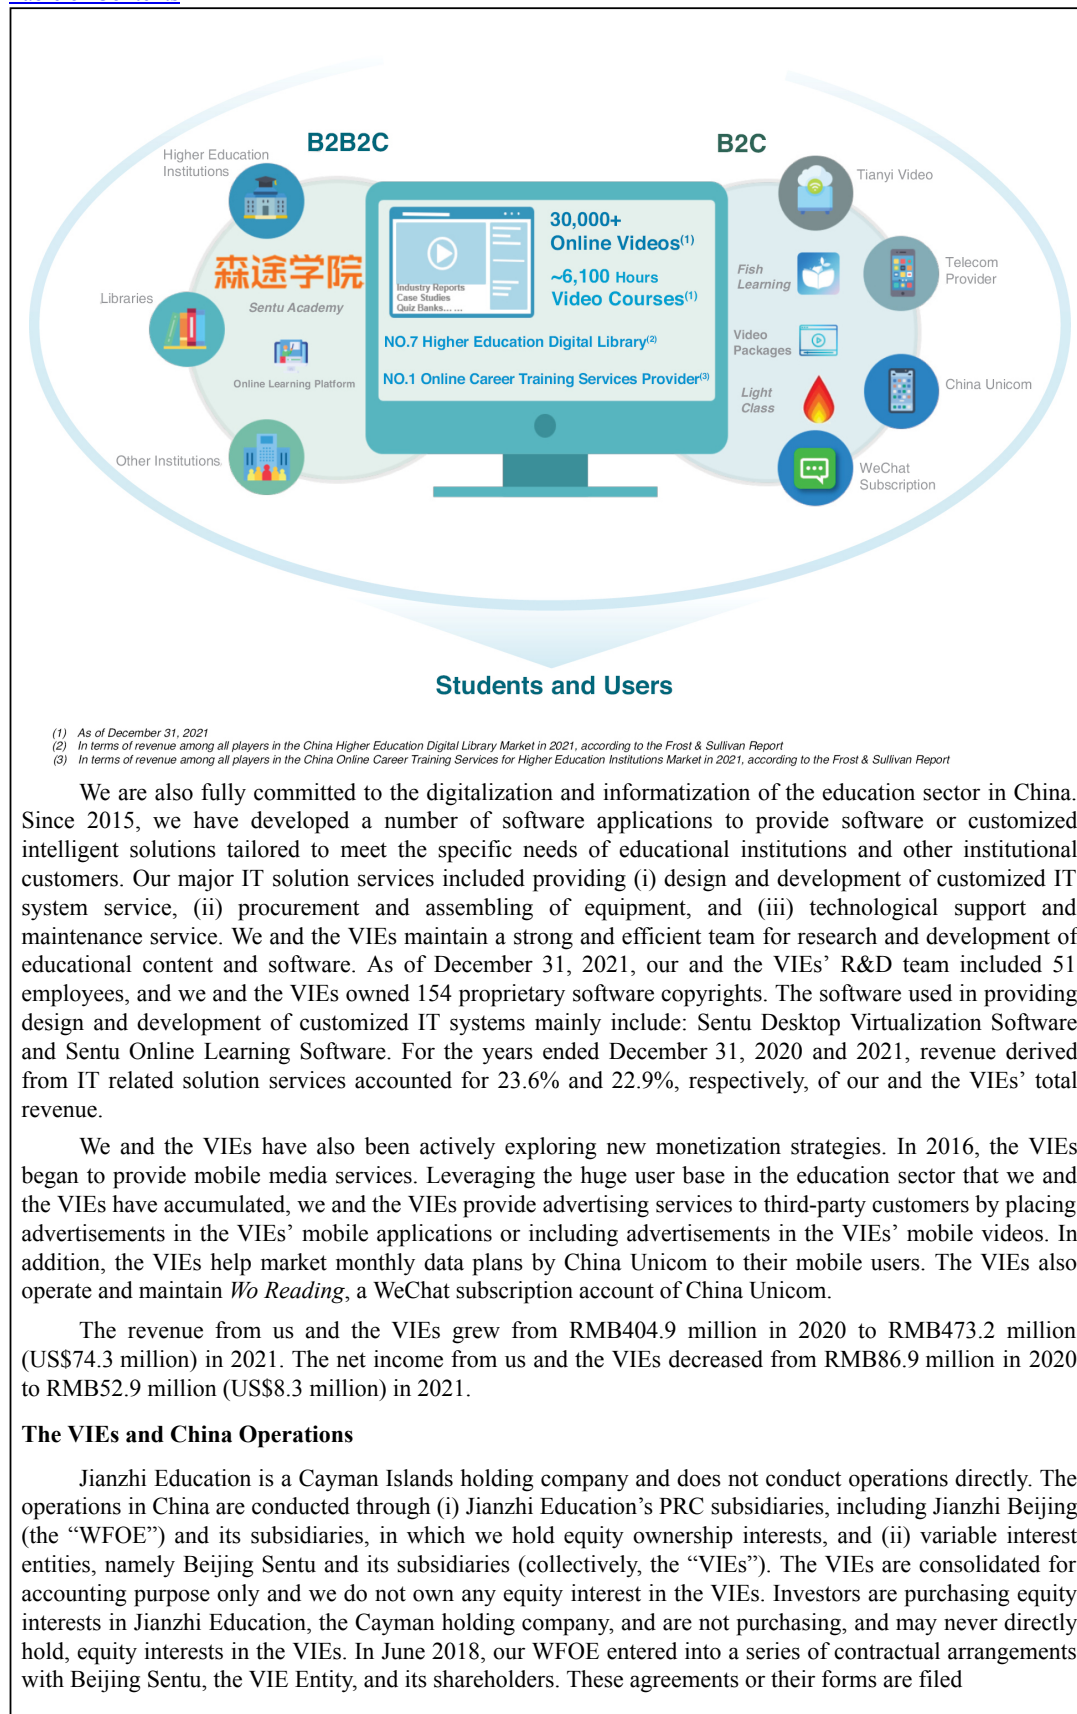 B2B2C
B2C
Higher Education
Institutions
Tianyi Video
30,000+
Online Videos(1)
~6,100 Hours
Video Courses(1)
Industry Reports
Case Studies
Quiz Banks... ...
NO.7 Higher Education Digital Library(2)
NO.1 Online Career Training Services Provider(3)
森途学院
Sentu Academy
Libraries
Online Learning Platform
Other Institutions
Fish
Learning
Telecom
Provider
Video
Packages
Light
Class
China Unicom
WeChat
Subscription
Students and Users
(1) As of December 31, 2021
(2) In terms of revenue among all players in the China Higher Education Digital Library Market in 2021, according to the Frost & Sullivan Report
(3) In terms of revenue among all players in the China Online Career Training Services for Higher Education Institutions Market in 2021, according to the Frost & Sullivan Report
We are also fully committed to the digitalization and informatization of the education sector in China.
Since 2015, we have developed a number of software applications to provide software or customized
intelligent solutions tailored to meet the specific needs of educational institutions and other institutional
customers. Our major IT solution services included providing (i) design and development of customized IT
system service, (ii) procurement and assembling of equipment, and (iii) technological support and
maintenance service. We and the VIEs maintain a strong and efficient team for research and development of
educational content and software. As of December 31, 2021, our and the VIEs’ R&D team included 51
employees, and we and the VIEs owned 154 proprietary software copyrights. The software used in providing
design and development of customized IT systems mainly include: Sentu Desktop Virtualization Software
and Sentu Online Learning Software. For the years ended December 31, 2020 and 2021, revenue derived
from IT related solution services accounted for 23.6% and 22.9%, respectively, of our and the VIEs’ total
revenue.
We and the VIEs have also been actively exploring new monetization strategies. In 2016, the VIEs
began to provide mobile media services. Leveraging the huge user base in the education sector that we and
the VIEs have accumulated, we and the VIEs provide advertising services to third-party customers by placing
advertisements in the VIEs’ mobile applications or including advertisements in the VIEs’ mobile videos. In
addition, the VIEs help market monthly data plans by China Unicom to their mobile users. The VIEs also
operate and maintain Wo Reading, a WeChat subscription account of China Unicom.
The revenue from us and the VIEs grew from RMB404.9 million in 2020 to RMB473.2 million
(US$74.3 million) in 2021. The net income from us and the VIEs decreased from RMB86.9 million in 2020
to RMB52.9 million (US$8.3 million) in 2021.
The VIEs and China Operations
Jianzhi Education is a Cayman Islands holding company and does not conduct operations directly. The
operations in China are conducted through (i) Jianzhi Education’s PRC subsidiaries, including Jianzhi Beijing
(the “WFOE”) and its subsidiaries, in which we hold equity ownership interests, and (ii) variable interest
entities, namely Beijing Sentu and its subsidiaries (collectively, the “VIEs”). The VIEs are consolidated for
accounting purpose only and we do not own any equity interest in the VIEs. Investors are purchasing equity
interests in Jianzhi Education, the Cayman holding company, and are not purchasing, and may never directly
hold, equity interests in the VIEs. In June 2018, our WFOE entered into a series of contractual arrangements
with Beijing Sentu, the VIE Entity, and its shareholders. These agreements or their forms are filed